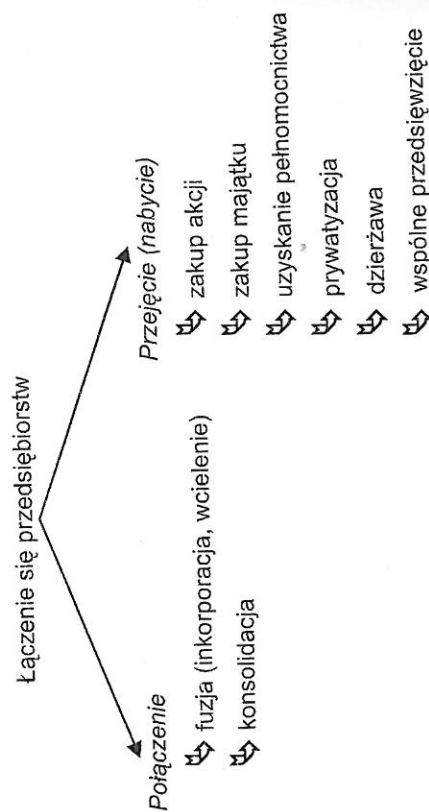 Łączenie się przedsiębiorstw
Połączenie
fuzja (inkorporacja, wcielenie)
konsolidacja
Przejęcie (nabycie)
zakup akcji
zakup majątku
uzyskanie pełnomocnictwa
prywatyzacja
dzierżawa
wspólne przedsięwzięcie